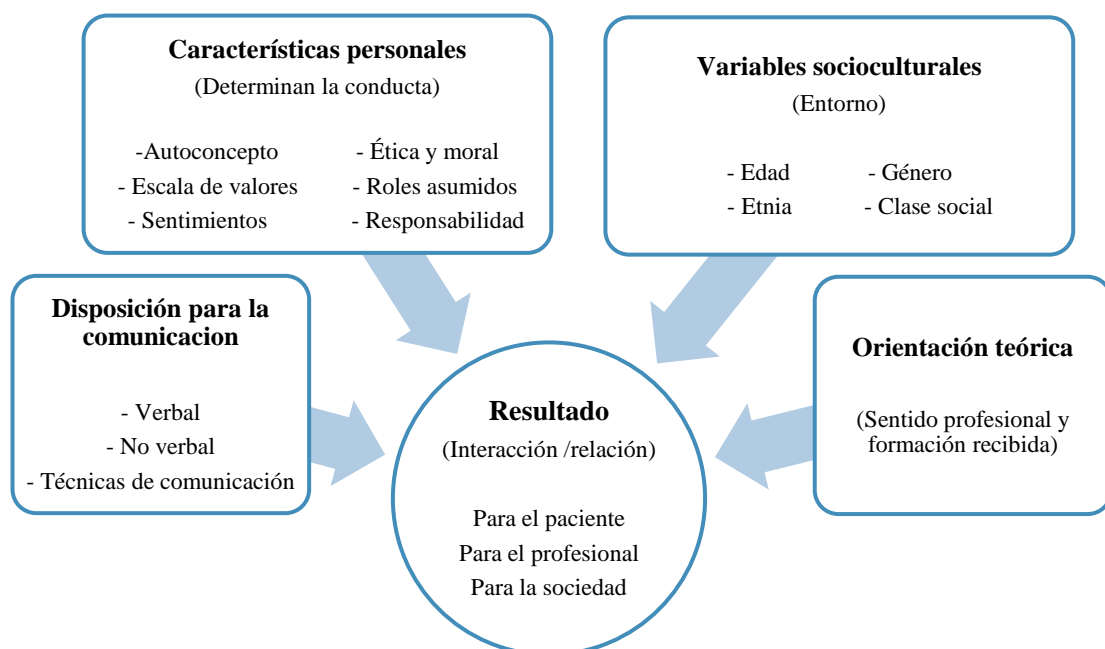 Características personales
(Determinan la conducta)
-Autoconcepto
- Escala de valores
- Sentimientos
- Ética y moral
- Roles asumidos
- Responsabilidad
Variables socioculturales
(Entorno)
- Edad
- Etnia
- Género
- Clase social
Disposición para la
comunicacion
- Verbal
- No verbal
- Técnicas de comunicación
Orientación teórica
(Sentido profesional y
formación recibida)
Resultado
(Interacción /relación)
Para el paciente
Para el profesional
Para la sociedad